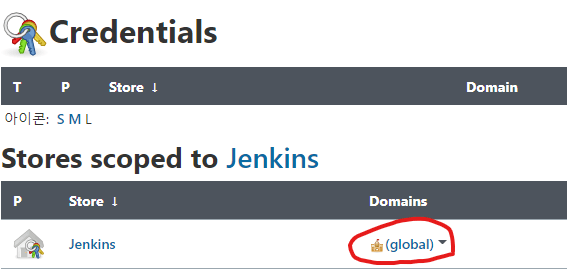 Credentials
T P Store ↓ Domain
아이콘: S M L
Stores scoped to Jenkins
P Store ↓ Domains
Jenkins (global)